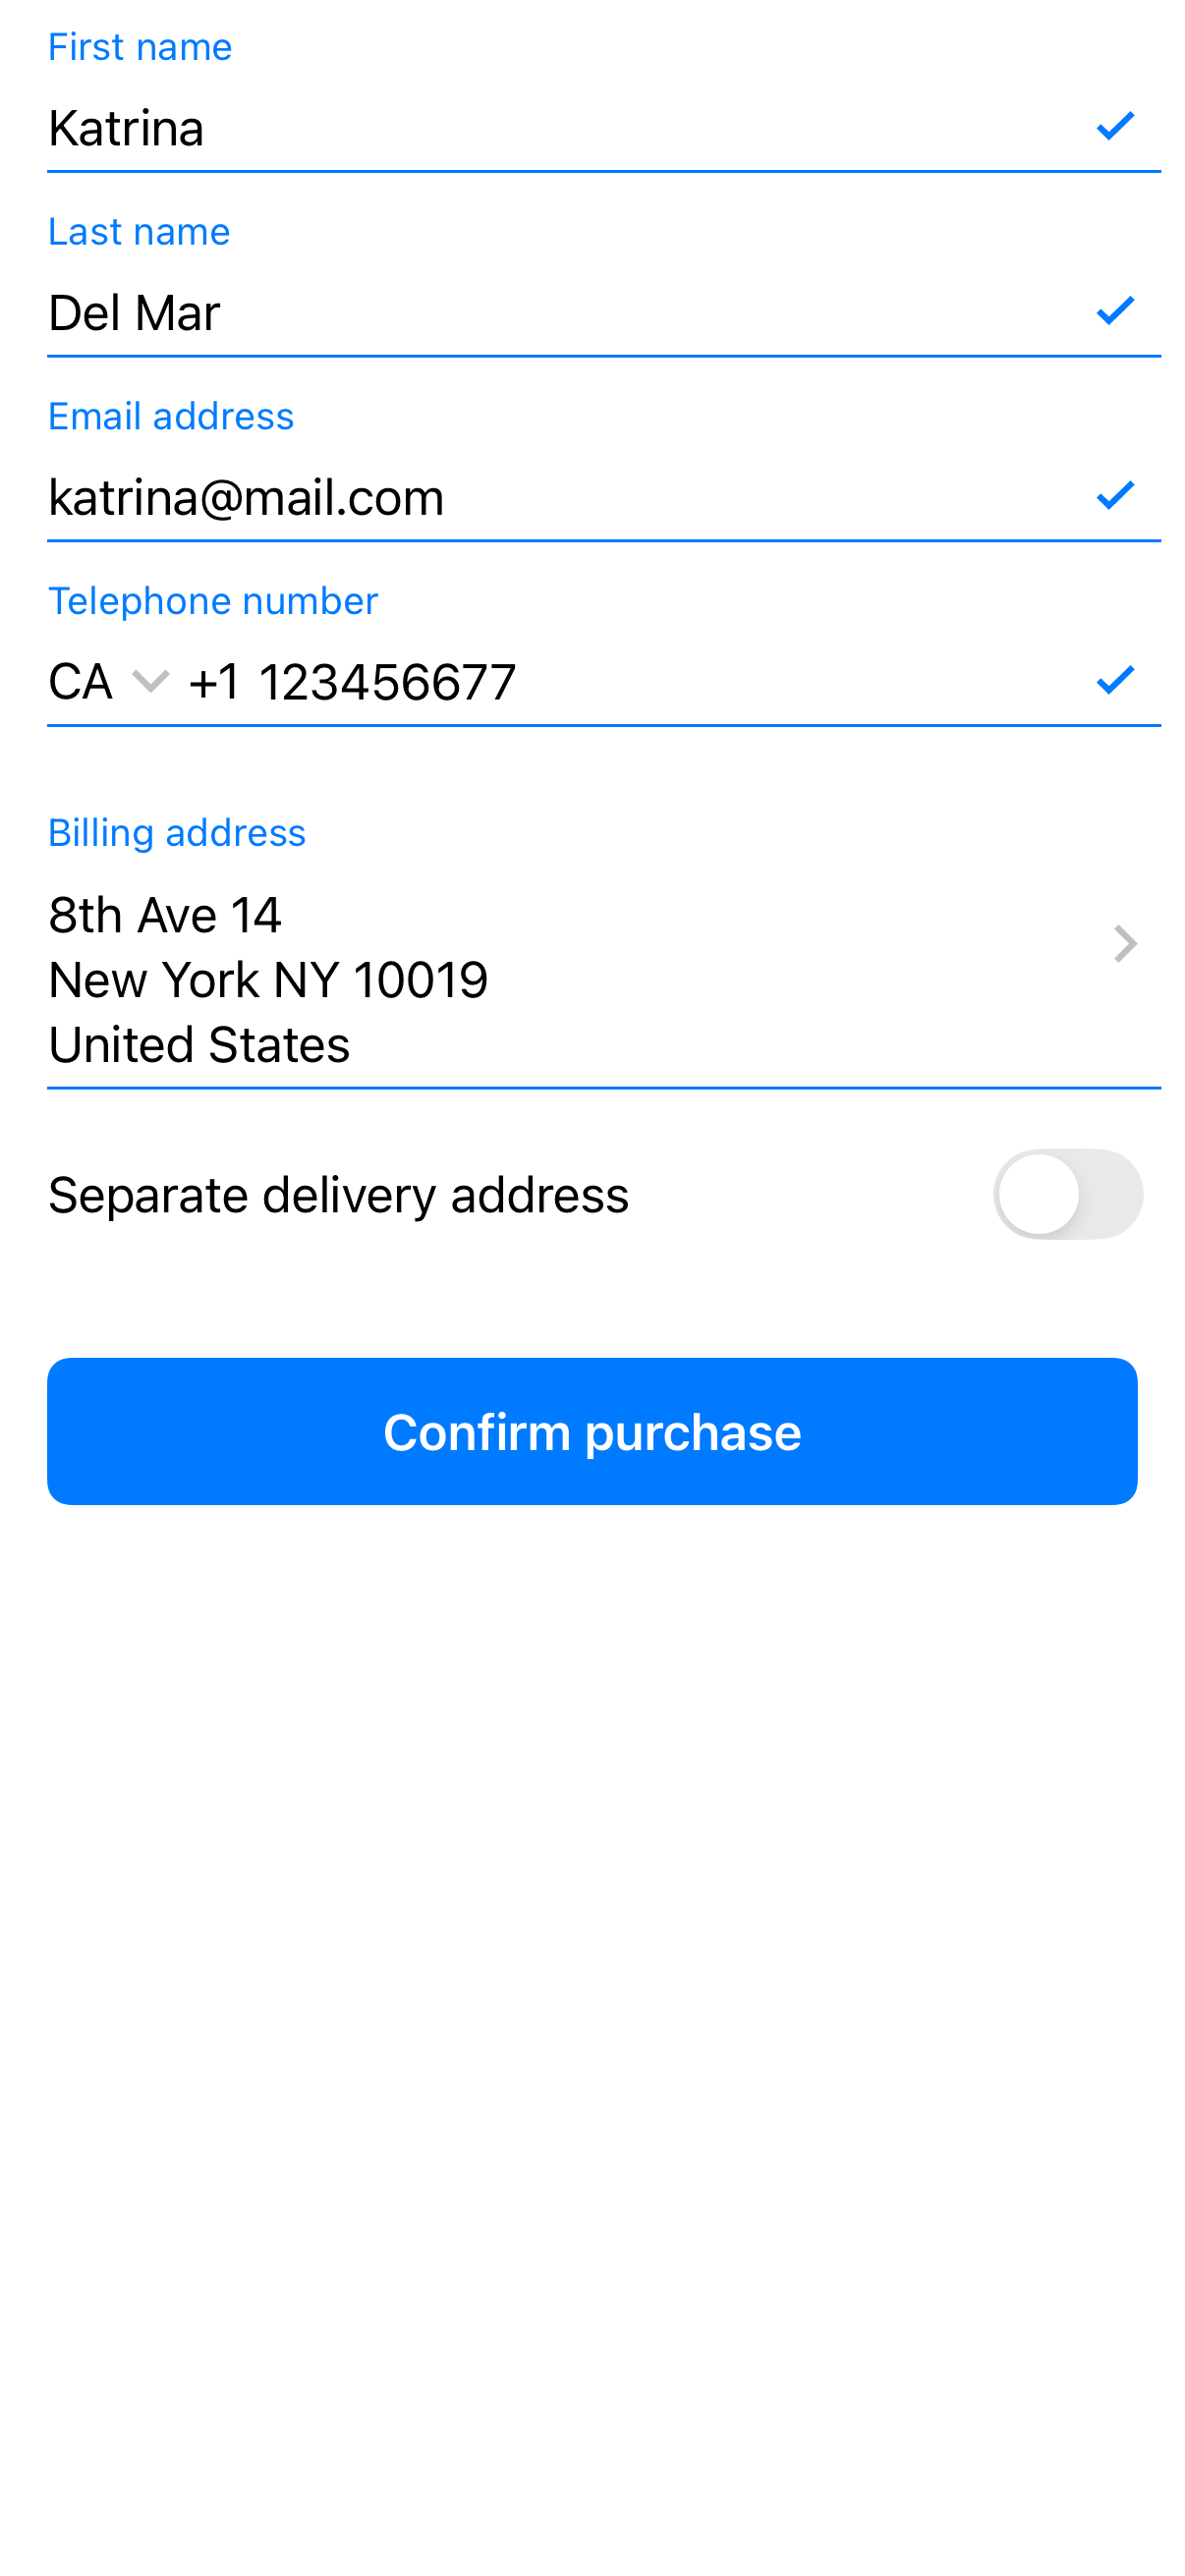 First name
Katrina
Last name
Del Mar
Email address
katrina@mail.com
Telephone number
CA +1 123456677
Billing address
8th Ave 14
New York NY 10019
United States
Separate delivery address
Confirm purchase